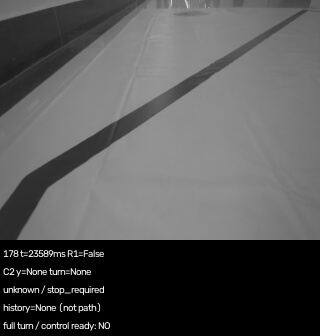 178 t=23589ms R1=False
C2 y=None turn=None
unknown / stop_required
history=None (not path)
full turn / control ready: NO